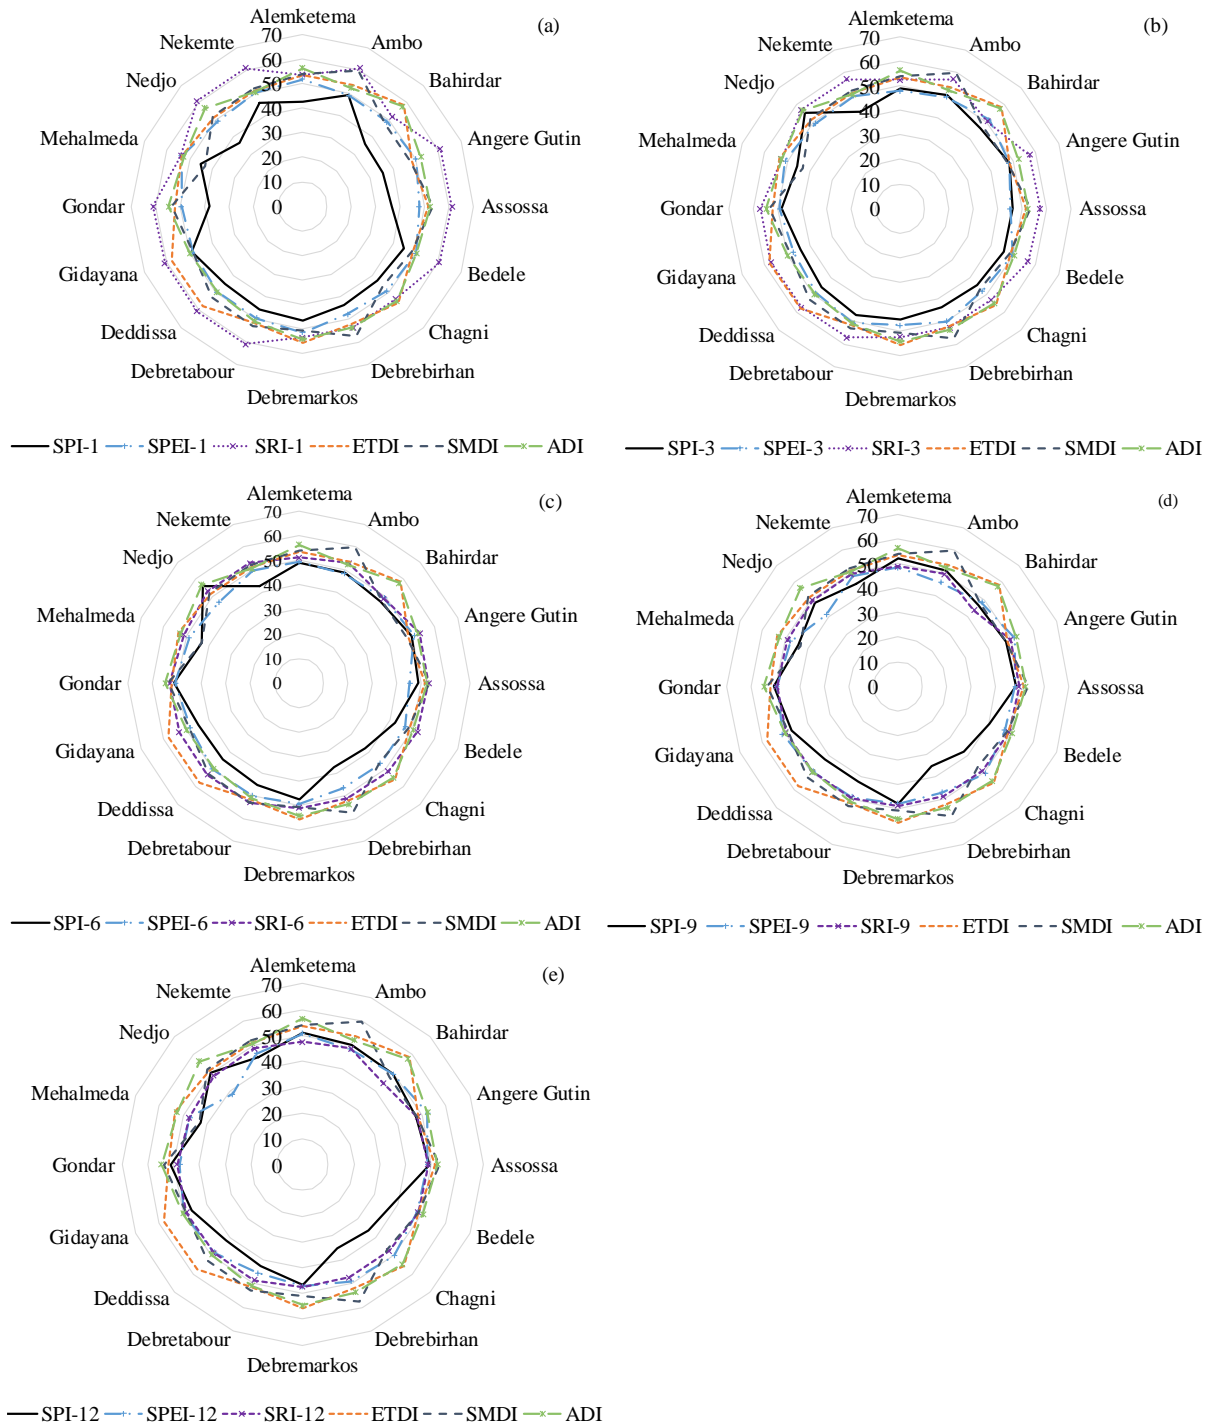 Alemketema
(a)
70
Nekemte
Ambo
60
Nedjo
50
Bahirdar
40
Mehalmeda
30
Angere Gutin
20
10
Gondar
0
Assossa
Gidayana
Bedele
Deddissa
Chagni
Debretabour
Debrebirhan
Debremarkos
SPI-1 SPEI-1 SRI-1 ETDI SMDI ADI
Alemketema
(b)
70
Nekemte
Ambo
60
Nedjo
50
Bahirdar
40
Mehalmeda
30
Angere Gutin
20
10
Gondar
0
Assossa
Gidayana
Bedele
Deddissa
Chagni
Debretabour
Debrebirhan
Debremarkos
SPI-3 SPEI-3 SRI-3 ETDI SMDI ADI
Alemketema
(c)
70
Nekemte
Ambo
60
Nedjo
50
Bahirdar
40
Mehalmeda
30
Angere Gutin
20
10
Gondar
0
Assossa
Gidayana
Bedele
Deddissa
Chagni
Debretabour
Debrebirhan
Debremarkos
SPI-6 SPEI-6 SRI-6 ETDI SMDI ADI
Alemketema
(d)
70
Nekemte
Ambo
60
Nedjo
50
Bahirdar
40
Mehalmeda
30
Angere Gutin
20
10
Gondar
0
Assossa
Gidayana
Bedele
Deddissa
Chagni
Debretabour
Debrebirhan
Debremarkos
SPI-9 SPEI-9 SRI-9 ETDI SMDI ADI
Alemketema
(e)
70
Nekemte
Ambo
60
Nedjo
50
Bahirdar
40
Mehalmeda
30
Angere Gutin
20
10
Gondar
0
Assossa
Gidayana
Bedele
Deddissa
Chagni
Debretabour
Debrebirhan
Debremarkos
SPI-12 SPEI-12 SRI-12 ETDI SMDI ADI